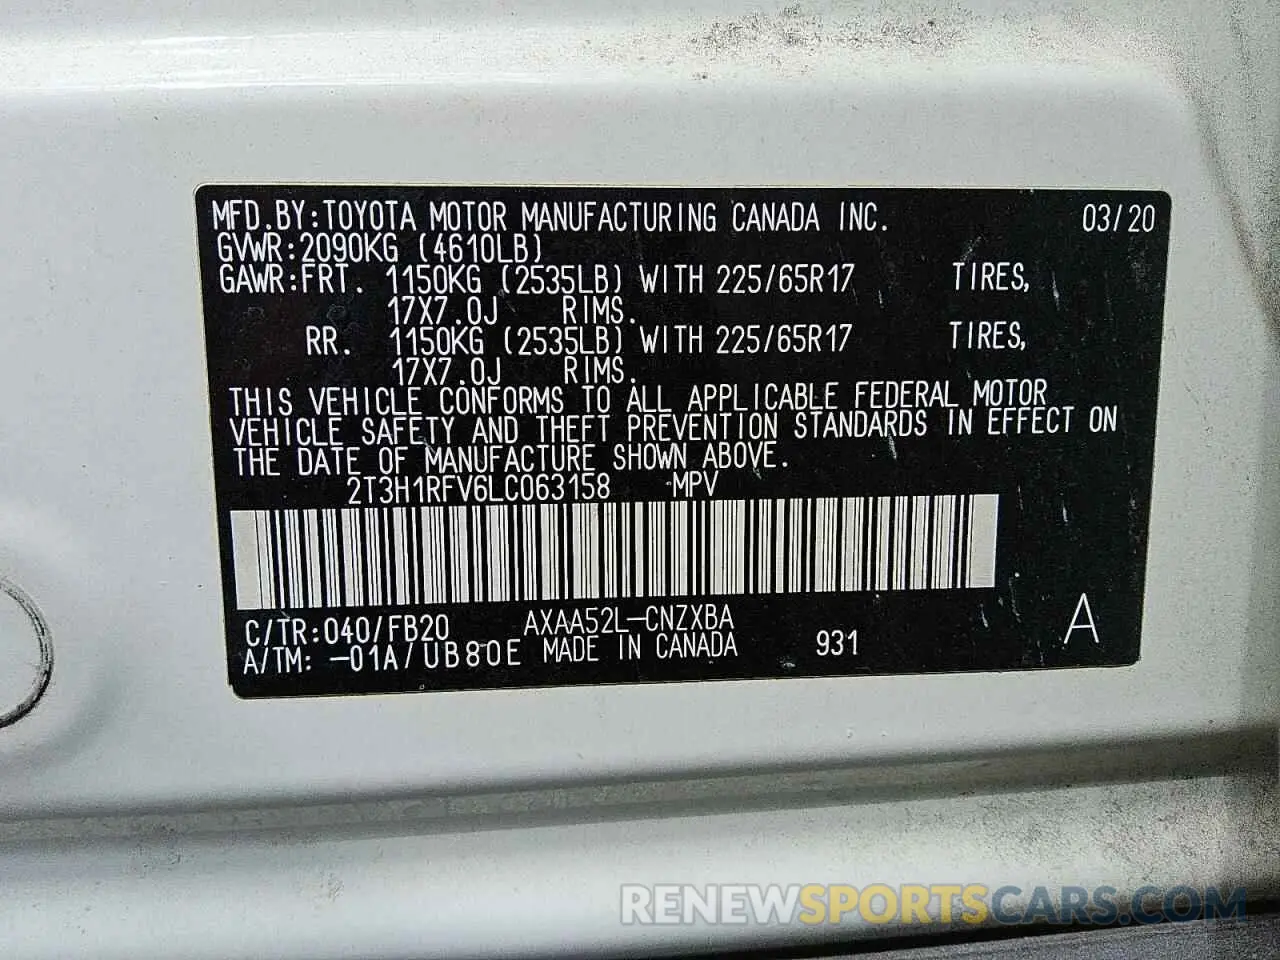 MFD.BY:TOYOTA MOTOR MANUFACTURING CANADA INC. 03/20
GVWR:2090KG (4610LB)
GAWR:FRT. 1150KG (2535LB) WITH 225/65R17 TIRES,
17X7.0J RIMS.
RR. 1150KG (2535LB) WITH 225/65R17 TIRES,
17X7.0J RIMS.
THIS VEHICLE CONFORMS TO ALL APPLICABLE FEDERAL MOTOR
VEHICLE SAFETY AND THEFT PREVENTION STANDARDS IN EFFECT ON
THE DATE OF MANUFACTURE SHOWN ABOVE.
2T3H1RFV6LC063158 MPV
C/TR:040/FB20 AXAA52L-CNZXBA
A/TM: -01A/UB80E MADE IN CANADA 931 A
RENEWSPORTSCARS.COM